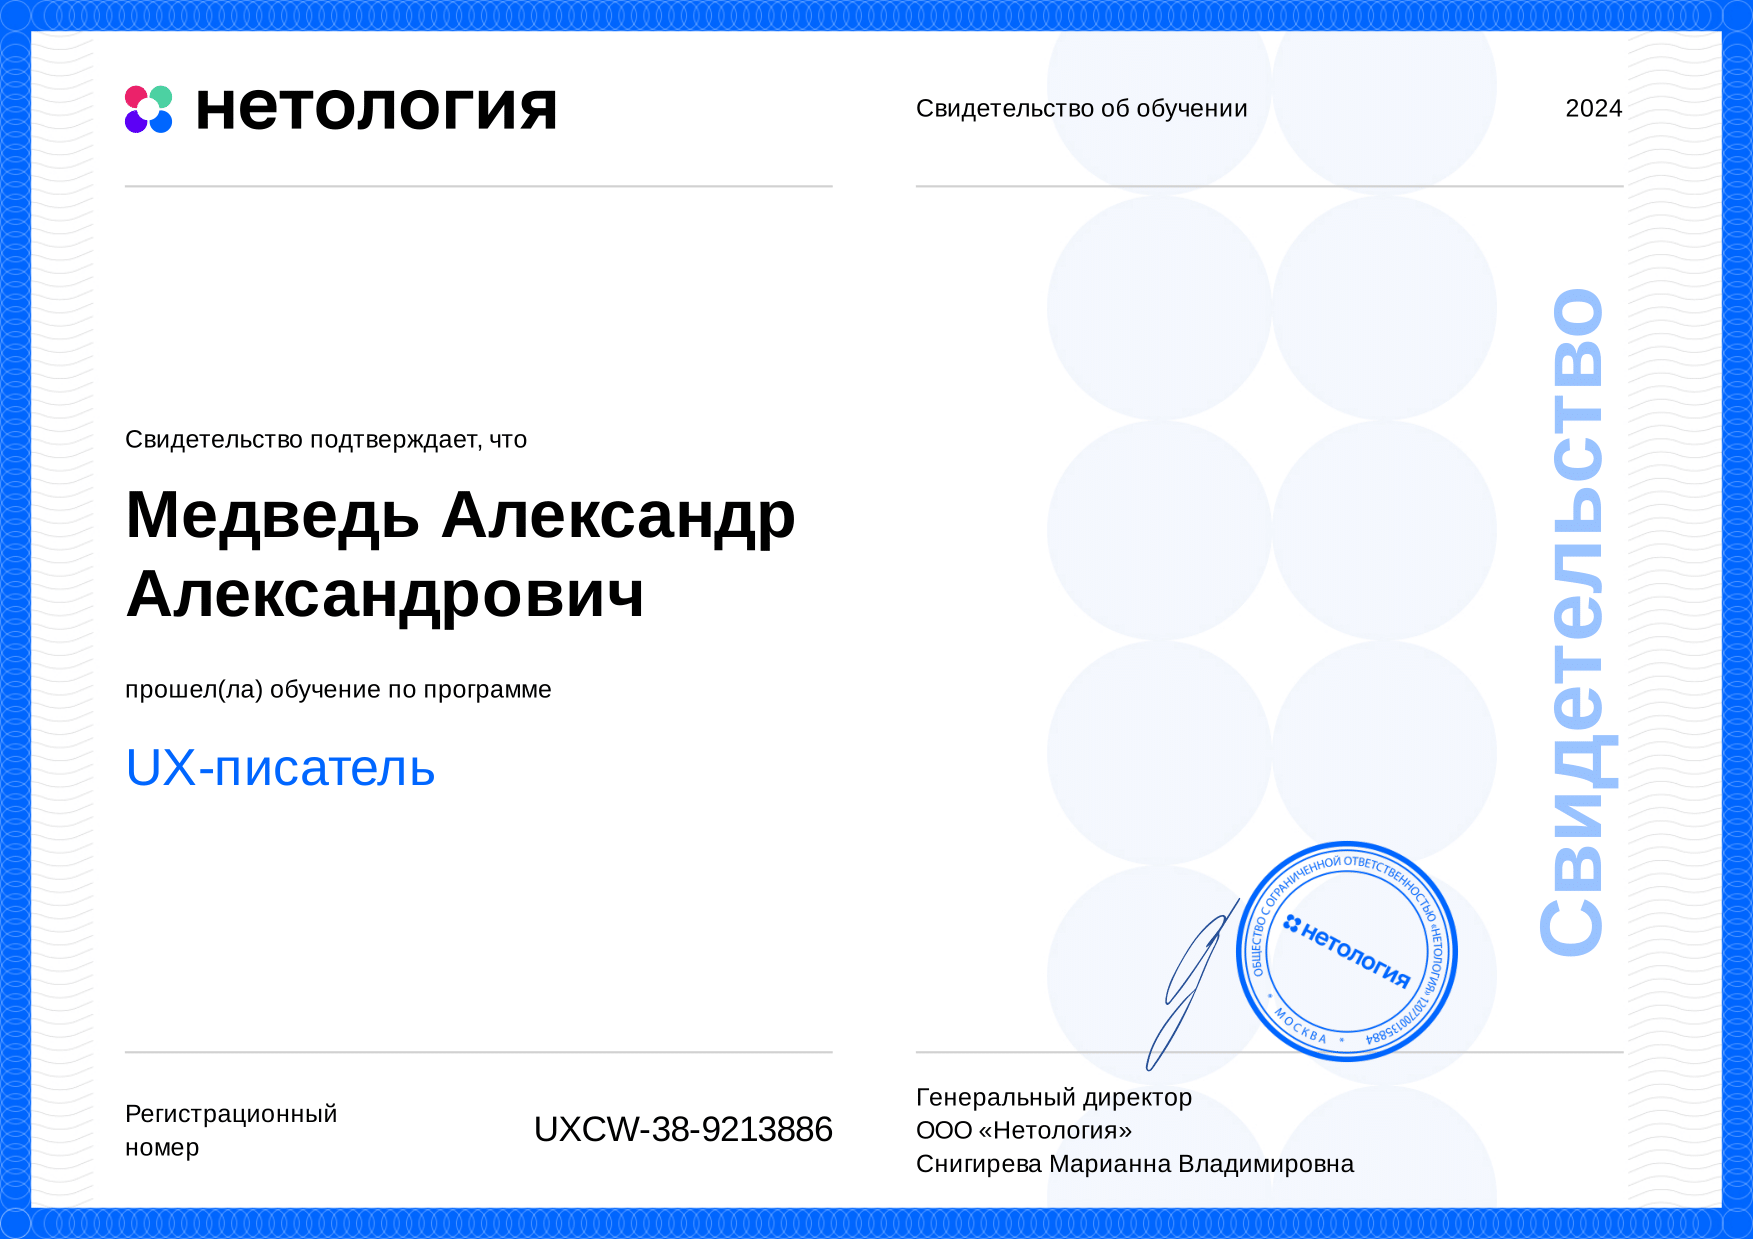 нетология
Свидетельство об обучении
2024
Свидетельство подтверждает, что
Медведь Александр
Александрович
прошел(ла) обучение по программе
UX-писатель
Свидетельство
ОБЩЕСТВО С ОГРАНИЧЕННОЙ ОТВЕТСТВЕННОСТЬЮ «НЕТОЛОГИЯ» 1207700135884
* МОСКВА *
нетология
Регистрационный
номер
UXCW-38-9213886
Генеральный директор
ООО «Нетология»
Снигирева Марианна Владимировна